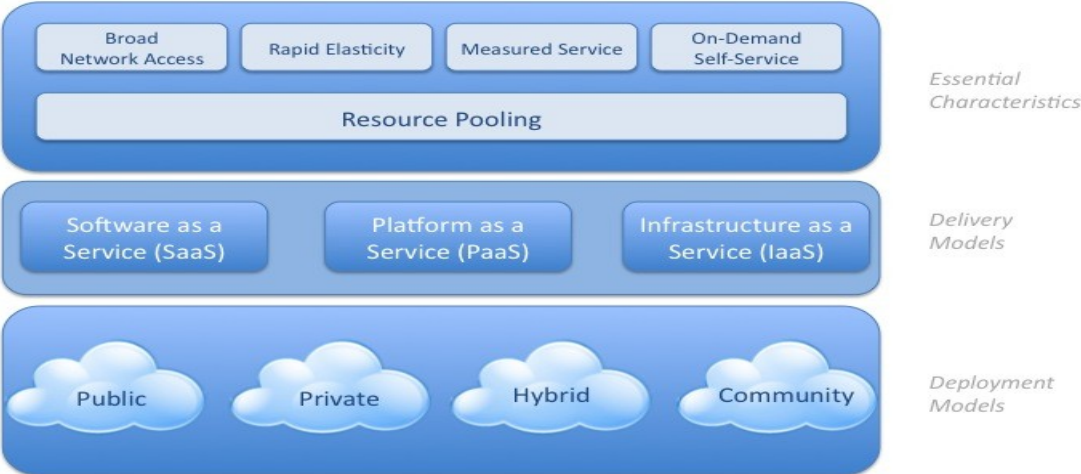 Broad
Network Access
Rapid Elasticity
Measured Service
On-Demand
Self-Service
Resource Pooling
Essential
Characteristics
Software as a
Service (SaaS)
Platform as a
Service (PaaS)
Infrastructure as a
Service (IaaS)
Delivery
Models
Public
Private
Hybrid
Community
Deployment
Models